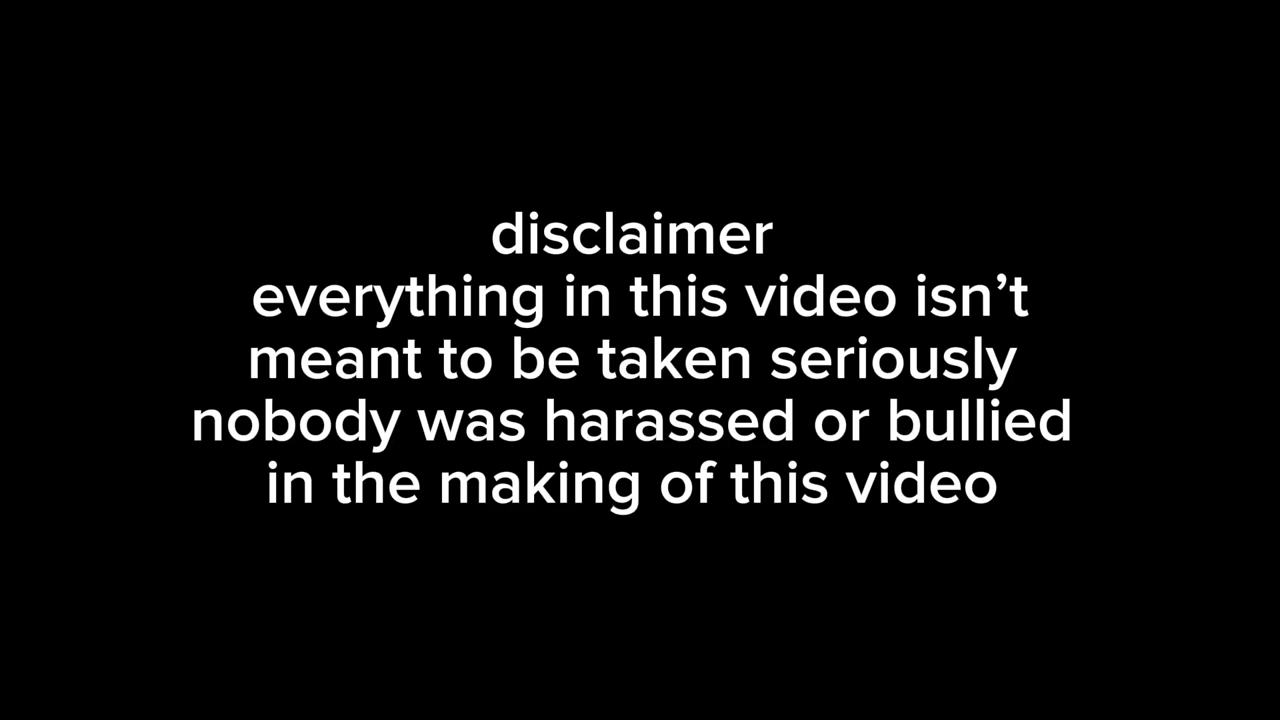 disclaimer
everything in this video isn’t
meant to be taken seriously
nobody was harassed or bullied
in the making of this video